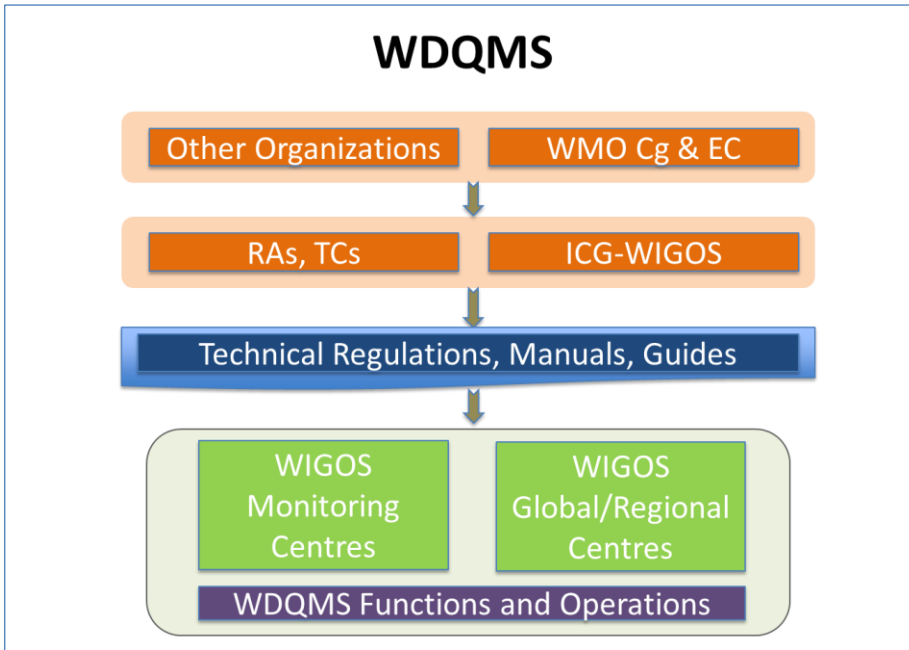 WDQMS
Other Organizations
WMO Cg & EC
RAs, TCs
ICG-WIGOS
Technical Regulations, Manuals, Guides
WIGOS
Monitoring
Centres
WIGOS
Global/Regional
Centres
WDQMS Functions and Operations